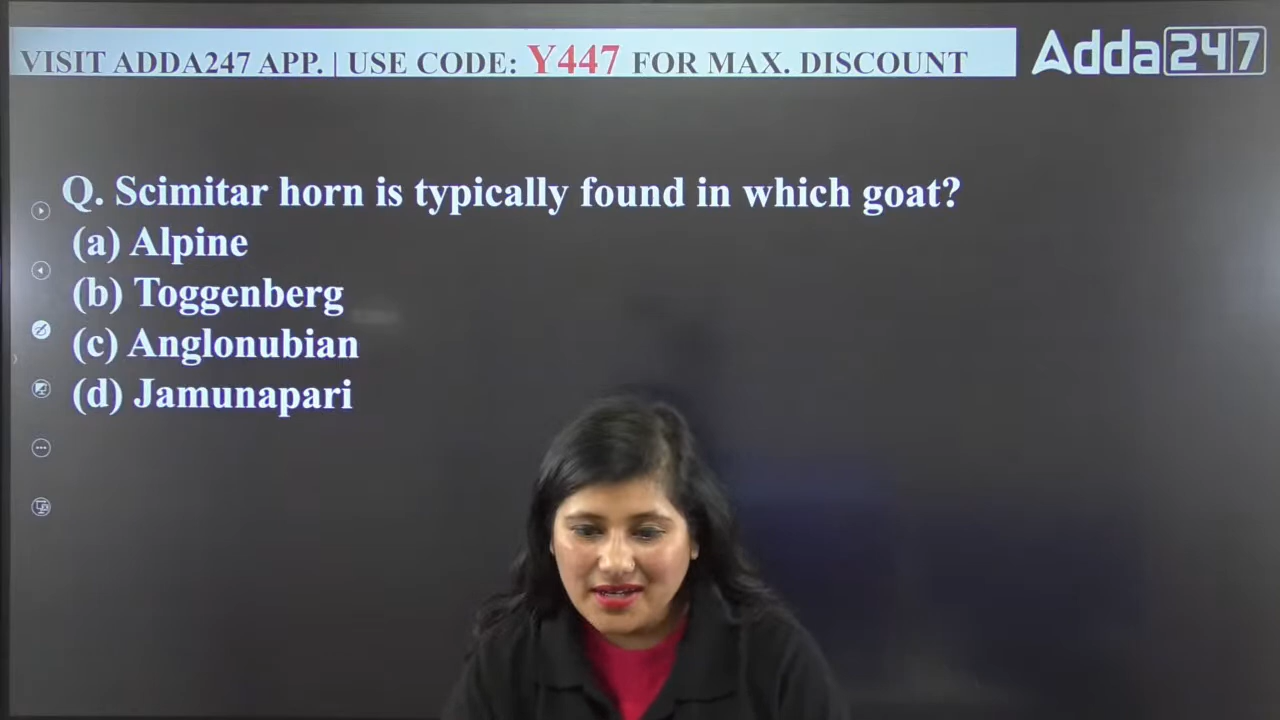 VISIT ADDA247 APP. | USE CODE: Y447 FOR MAX. DISCOUNT
Adda247
Q. Scimitar horn is typically found in which goat?
(a) Alpine
(b) Toggenberg
(c) Anglonubian
(d) Jamunapari